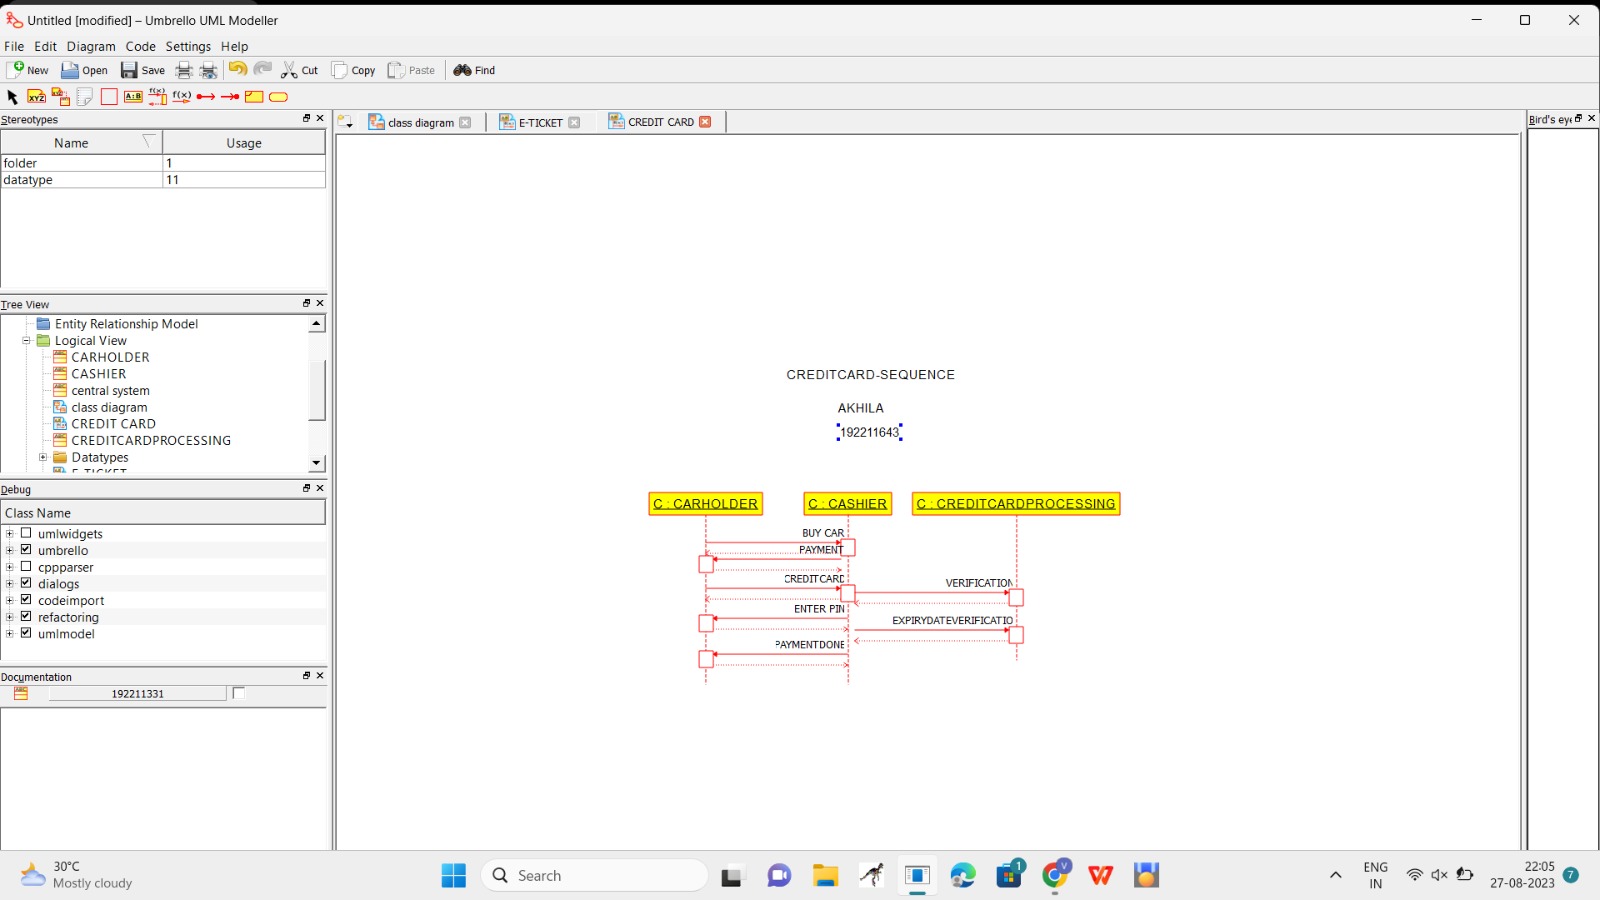 Untitled [modified] – Umbrello UML Modeller
File Edit Diagram Code Settings Help
New Open Save Cut Copy Paste Find
XYZ A:B f(x) f(x)
Stereotypes
Name Usage
folder 1
datatype 11
Tree View
Entity Relationship Model
Logical View
CARHOLDER
CASHIER
central system
class diagram
CREDIT CARD
CREDITCARDPROCESSING
Datatypes
E-TICKET
Debug
Class Name
umlwidgets
umbrello
cppparser
dialogs
codeimport
refactoring
umlmodel
Documentation
192211331
class diagram E-TICKET CREDIT CARD
Bird's eye
CREDITCARD-SEQUENCE
AKHILA
192211643
C : CARHOLDER C : CASHIER C : CREDITCARDPROCESSING
BUY CAR
PAYMENT
CREDITCARD
VERIFICATION
ENTER PIN
EXPIRYDATEVERIFICATIO
PAYMENTDONE
30°C
Mostly cloudy
Search
1
V
ENG
IN
22:05
27-08-2023
7